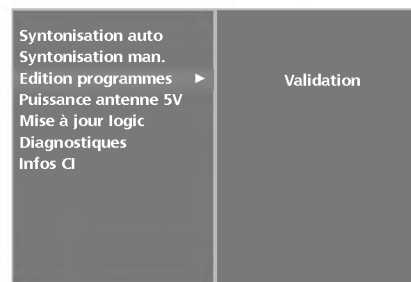 Syntonisation auto
Syntonisation man.
Edition programmes ►
Validation
Puissance antenne 5V
Mise à jour logic
Diagnostiques
Infos CI